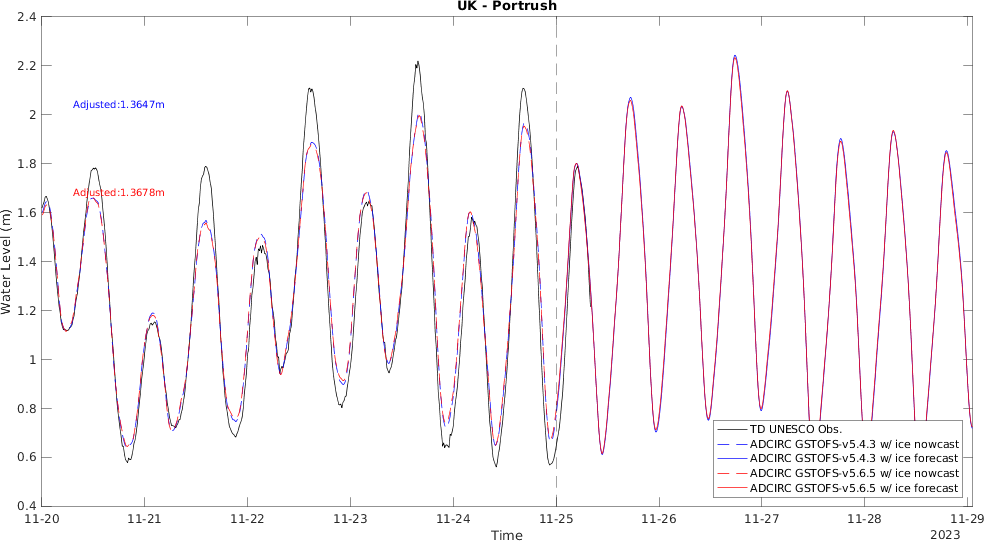 UK - Portrush
2.4
2.2
2
1.8
1.6
1.4
1.2
1
0.8
0.6
0.4
Water Level (m)
Adjusted:1.3647m
Adjusted:1.3678m
TD UNESCO Obs.
ADCIRC GSTOFS-v5.4.3 w/ ice nowcast
ADCIRC GSTOFS-v5.4.3 w/ ice forecast
ADCIRC GSTOFS-v5.6.5 w/ ice nowcast
ADCIRC GSTOFS-v5.6.5 w/ ice forecast
11-20 11-21 11-22 11-23 11-24 11-25 11-26 11-27 11-28 11-29
Time
2023